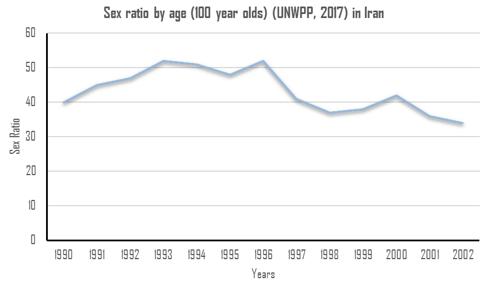 Sex ratio by age (100 year olds) (UNWPP, 2017) in Iran
60
50
40
30
20
10
0
Sex Ratio
1990 1991 1992 1993 1994 1995 1996 1997 1998 1999 2000 2001 2002
Years